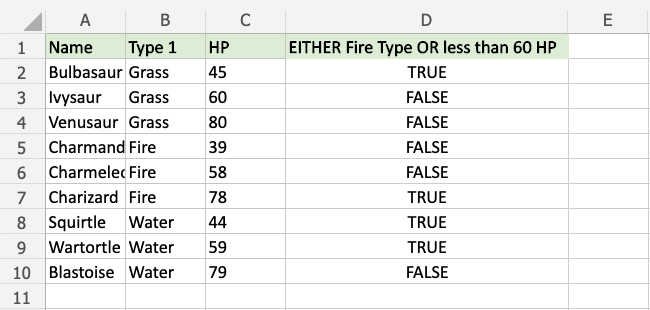 A B C D E
1 Name Type 1 HP EITHER Fire Type OR less than 60 HP
2 Bulbasaur Grass 45 TRUE
3 Ivysaur Grass 60 FALSE
4 Venusaur Grass 80 FALSE
5 Charmand Fire 39 FALSE
6 Charmelec Fire 58 FALSE
7 Charizard Fire 78 TRUE
8 Squirtle Water 44 TRUE
9 Wartortle Water 59 TRUE
10 Blastoise Water 79 FALSE
11